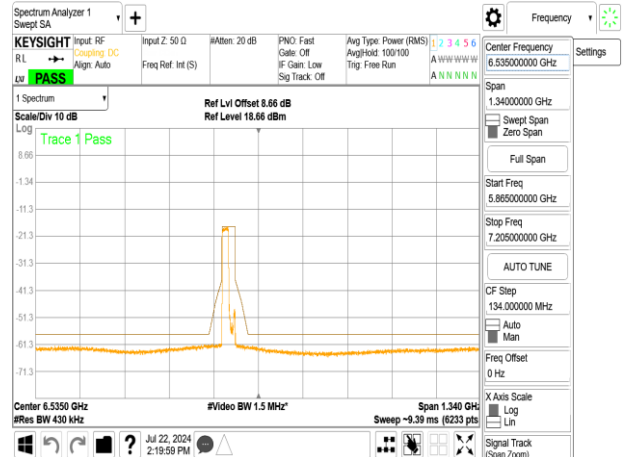 Spectrum Analyzer 1
Swept SA
+
Frequency
KEYSIGHT
Input: RF
Input Z: 50 Ω
#Atten: 20 dB
PNO: Fast
Avg Type: Power (RMS)
1 2 3 4 5 6
RL
Coupling: DC
Gate: Off
Avg|Hold: 100/100
A W W W W W
Align: Auto
Freq Ref: Int (S)
IF Gain: Low
Trig: Free Run
LXI PASS
Sig Track: Off
A N N N N N
Center Frequency
6.535000000 GHz
Settings
1 Spectrum
Ref Lvl Offset 8.66 dB
Scale/Div 10 dB
Ref Level 18.66 dBm
Log
Trace 1 Pass
8.66
-1.34
-11.3
-21.3
-31.3
-41.3
-51.3
-61.3
-71.3
Center 6.5350 GHz
#Video BW 1.5 MHz*
Span 1.340 GHz
#Res BW 430 kHz
Sweep ~9.39 ms (6233 pts
Span
1.34000000 GHz
Swept Span
Zero Span
Full Span
Start Freq
5.865000000 GHz
Stop Freq
7.205000000 GHz
AUTO TUNE
CF Step
134.000000 MHz
Auto
Man
Freq Offset
0 Hz
X Axis Scale
Log
Lin
Signal Track
(Span Zoom)
?
Jul 22, 2024
2:19:59 PM